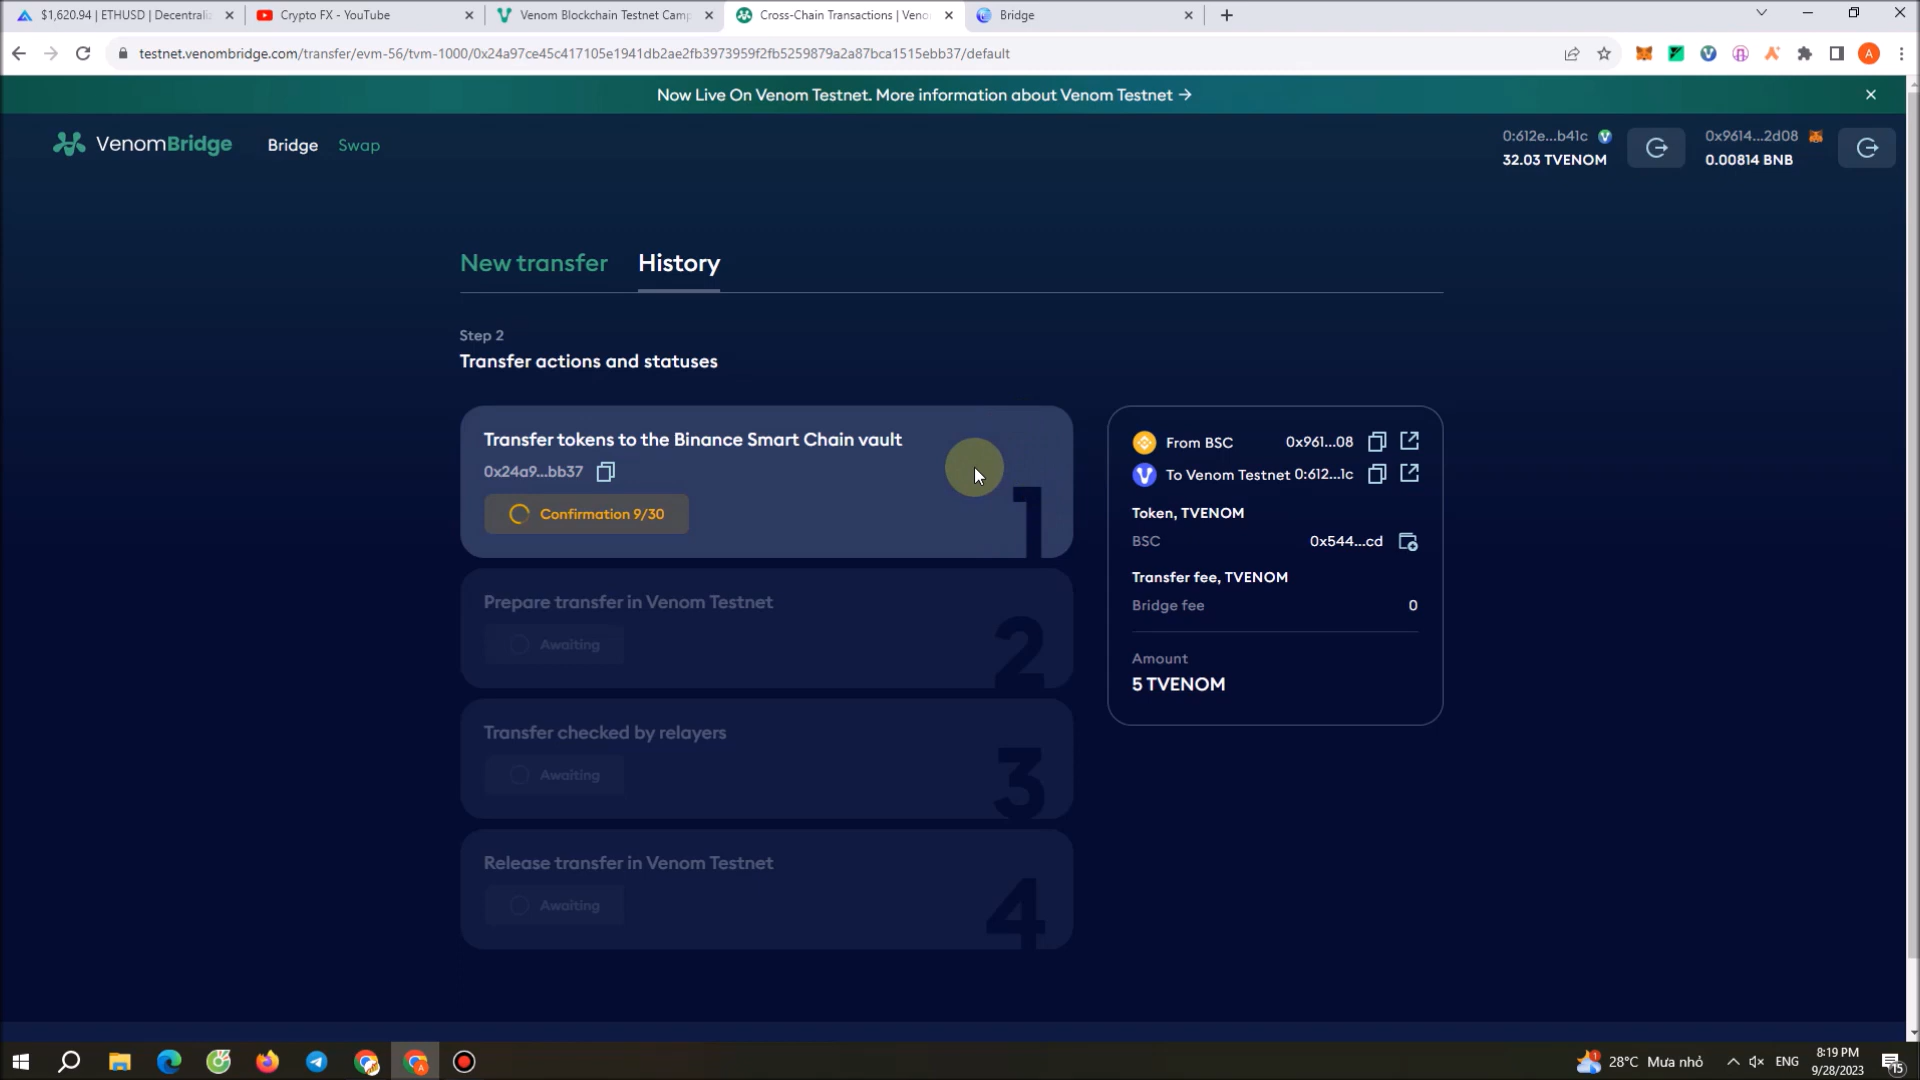 $1,620.94 | ETHUSD | Decentrali
Crypto FX - YouTube
Venom Blockchain Testnet Camp
Cross-Chain Transactions | Veno
Bridge
testnet.venombridge.com/transfer/evm-56/tvm-1000/0x24a97ce45c417105e1941db2ae2fb3973959f2fb5259879a2a87bca1515ebb37/default
A
Now Live On Venom Testnet. More information about Venom Testnet →
VenomBridge
Bridge
Swap
0:612e...b41c
32.03 TVENOM
0x9614...2d08
0.00814 BNB
New transfer
History
Step 2
Transfer actions and statuses
Transfer tokens to the Binance Smart Chain vault
0x24a9...bb37
Confirmation 9/30
1
Prepare transfer in Venom Testnet
Awaiting
2
Transfer checked by relayers
Awaiting
3
Release transfer in Venom Testnet
Awaiting
4
From BSC 0x961...08
To Venom Testnet 0:612...1c
Token, TVENOM
BSC 0x544...cd
Transfer fee, TVENOM
Bridge fee 0
Amount
5 TVENOM
28°C Mưa nhỏ
ENG
8:19 PM
9/28/2023
15